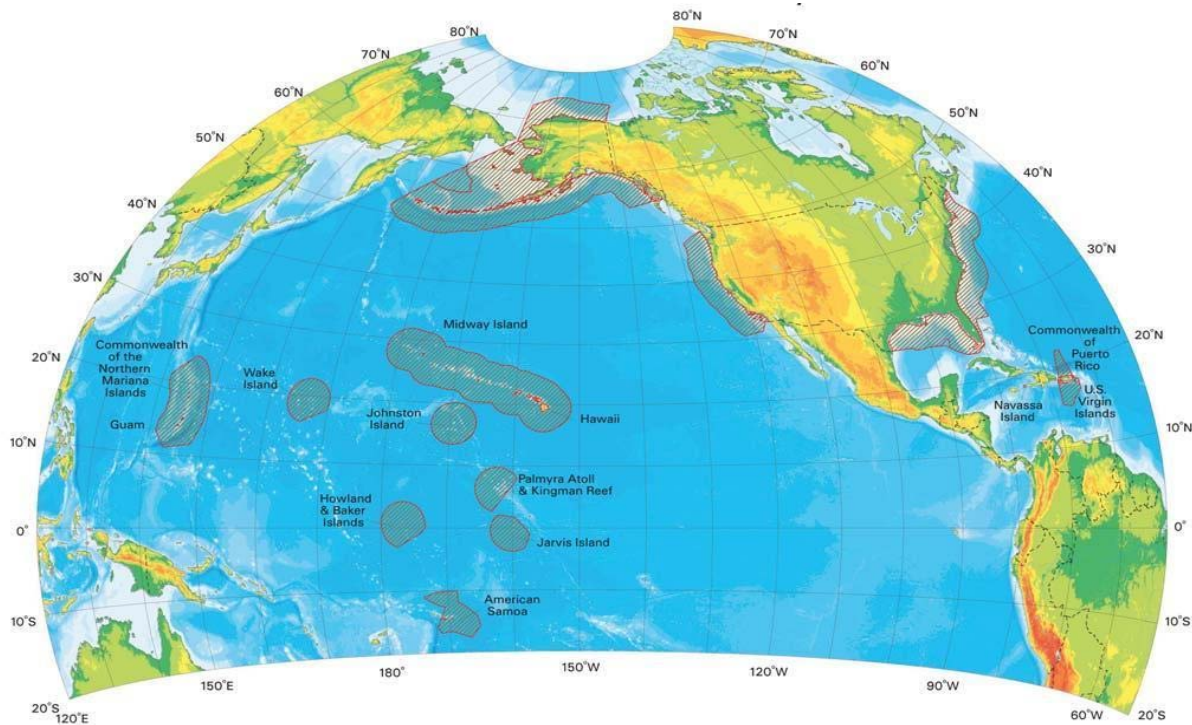 80°N
80°N
70°N
70°N
60°N
60°N
50°N
50°N
40°N
40°N
30°N
30°N
20°N
20°N
10°N
10°N
0°
0°
10°S
10°S
20°S
20°S
120°E
150°E
180°
150°W
120°W
90°W
60°W
Midway Island
Commonwealth
of the
Northern
Mariana
Islands
Guam
Wake
Island
Johnston
Island
Hawaii
Palmyra Atoll
& Kingman Reef
Howland
& Baker
Islands
Jarvis Island
American
Samoa
Commonwealth
of
Puerto
Rico
Navassa
Island
U.S.
Virgin
Islands